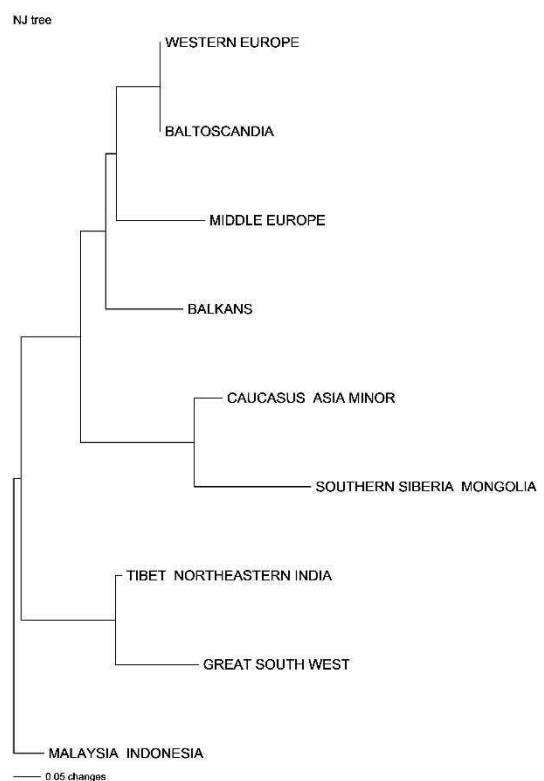 NJ tree
WESTERN EUROPE
BALTOSCANDIA
MIDDLE EUROPE
BALKANS
CAUCASUS ASIA MINOR
SOUTHERN SIBERIA MONGOLIA
TIBET NORTHEASTERN INDIA
GREAT SOUTH WEST
MALAYSIA INDONESIA
0.05 changes